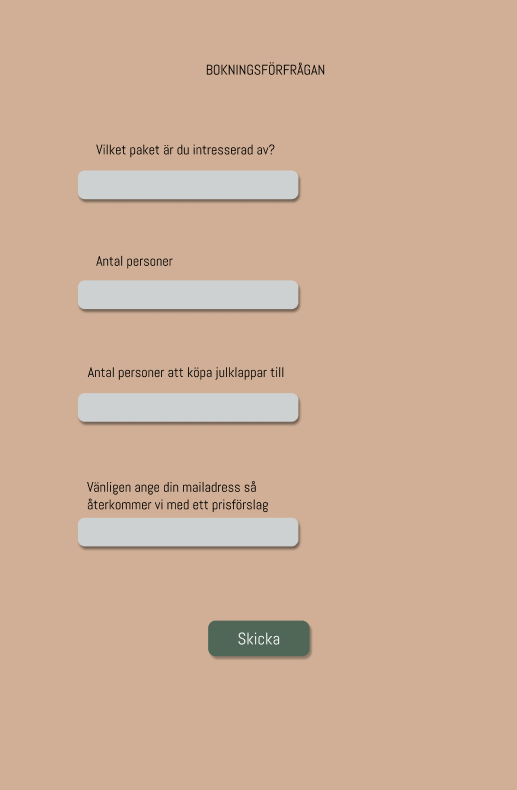 BOKNINGSFÖRFRÅGAN
Vilket paket är du intresserad av?
Antal personer
Antal personer att köpa julklappar till
Vänligen ange din mailadress så
återkommer vi med ett prisförslag
Skicka